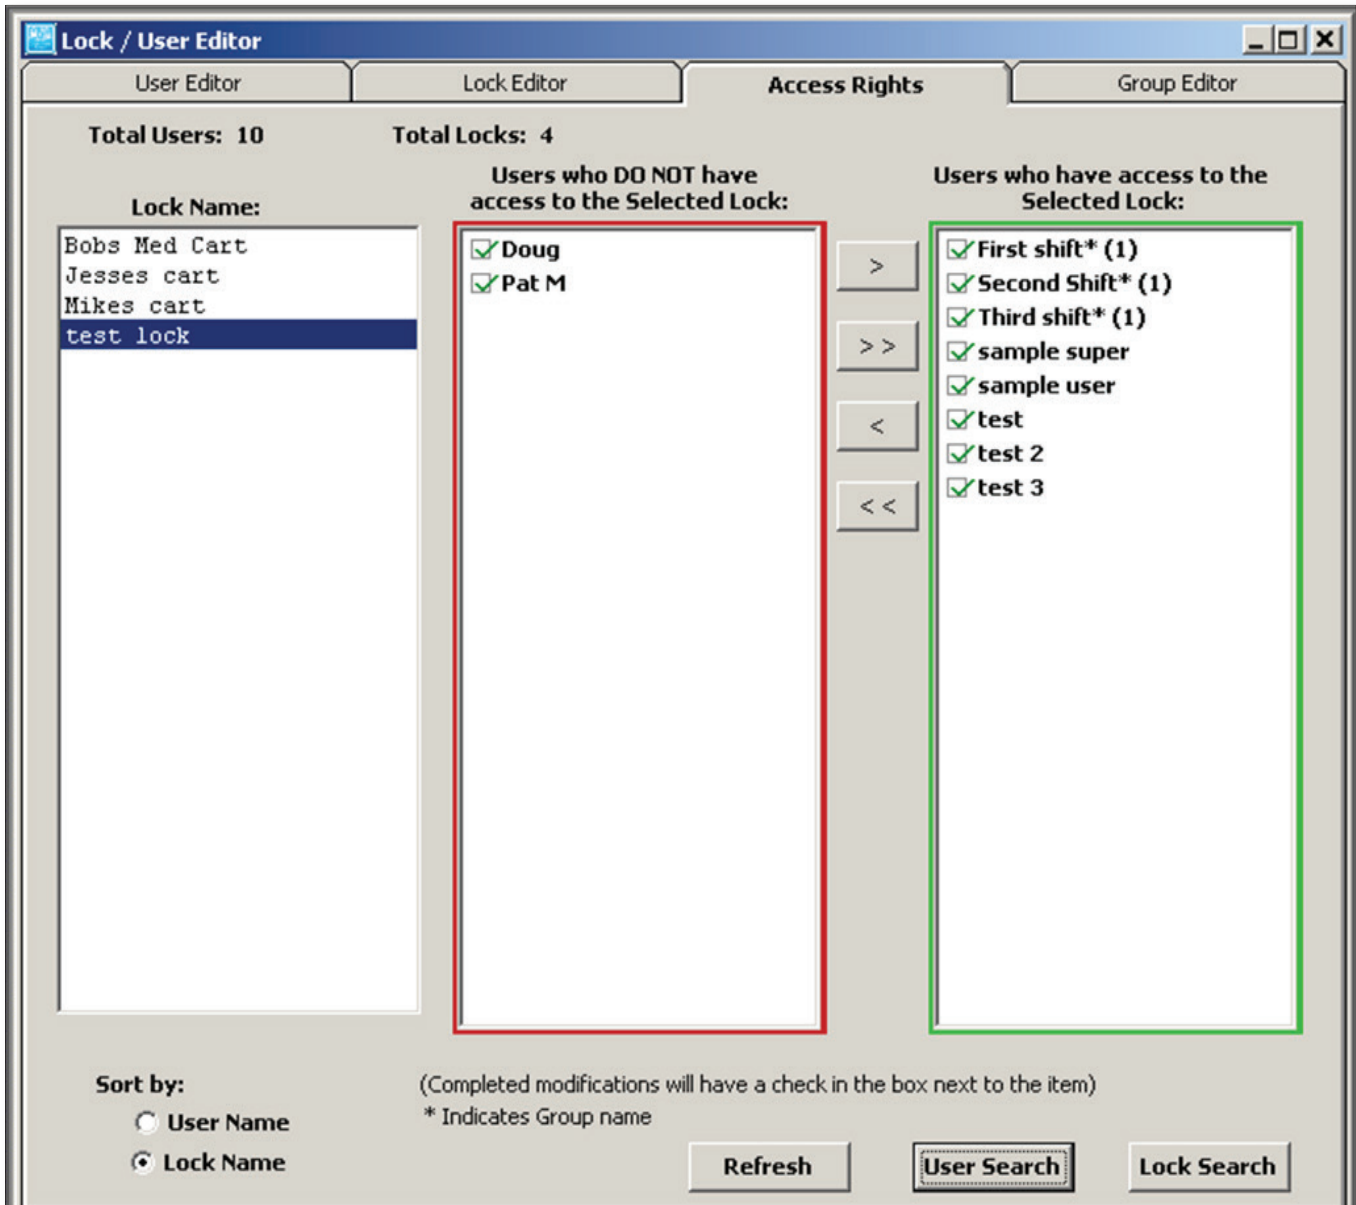 Lock / User Editor
User Editor
Lock Editor
Access Rights
Group Editor
Total Users: 10
Total Locks: 4
Lock Name:
Bobs Med Cart
Jesses cart
Mikes cart
test lock
Users who DO NOT have
access to the Selected Lock:
Doug
Pat M
>
> >
<
< <
Users who have access to the
Selected Lock:
First shift* (1)
Second Shift* (1)
Third shift* (1)
sample super
sample user
test
test 2
test 3
Sort by:
User Name
Lock Name
(Completed modifications will have a check in the box next to the item)
* Indicates Group name
Refresh
User Search
Lock Search